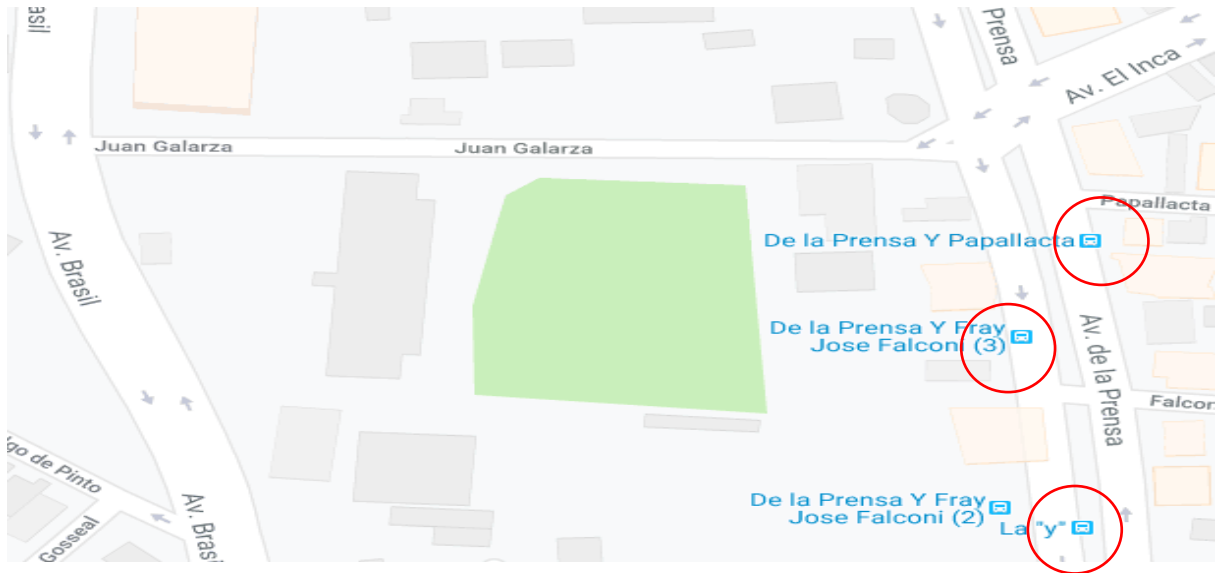 Prensa
Av. El Inca
Juan Galarza
Juan Galarza
Papallacta
De la Prensa Y Papallacta
Av. Brasil
De la Prensa Y Fray
Jose Falconi (3)
Av. de la Prensa
Falcon
De la Prensa Y Fray
Jose Falconi (2)
La "y"
go de Pinto
Av. Brasi
Gosseal